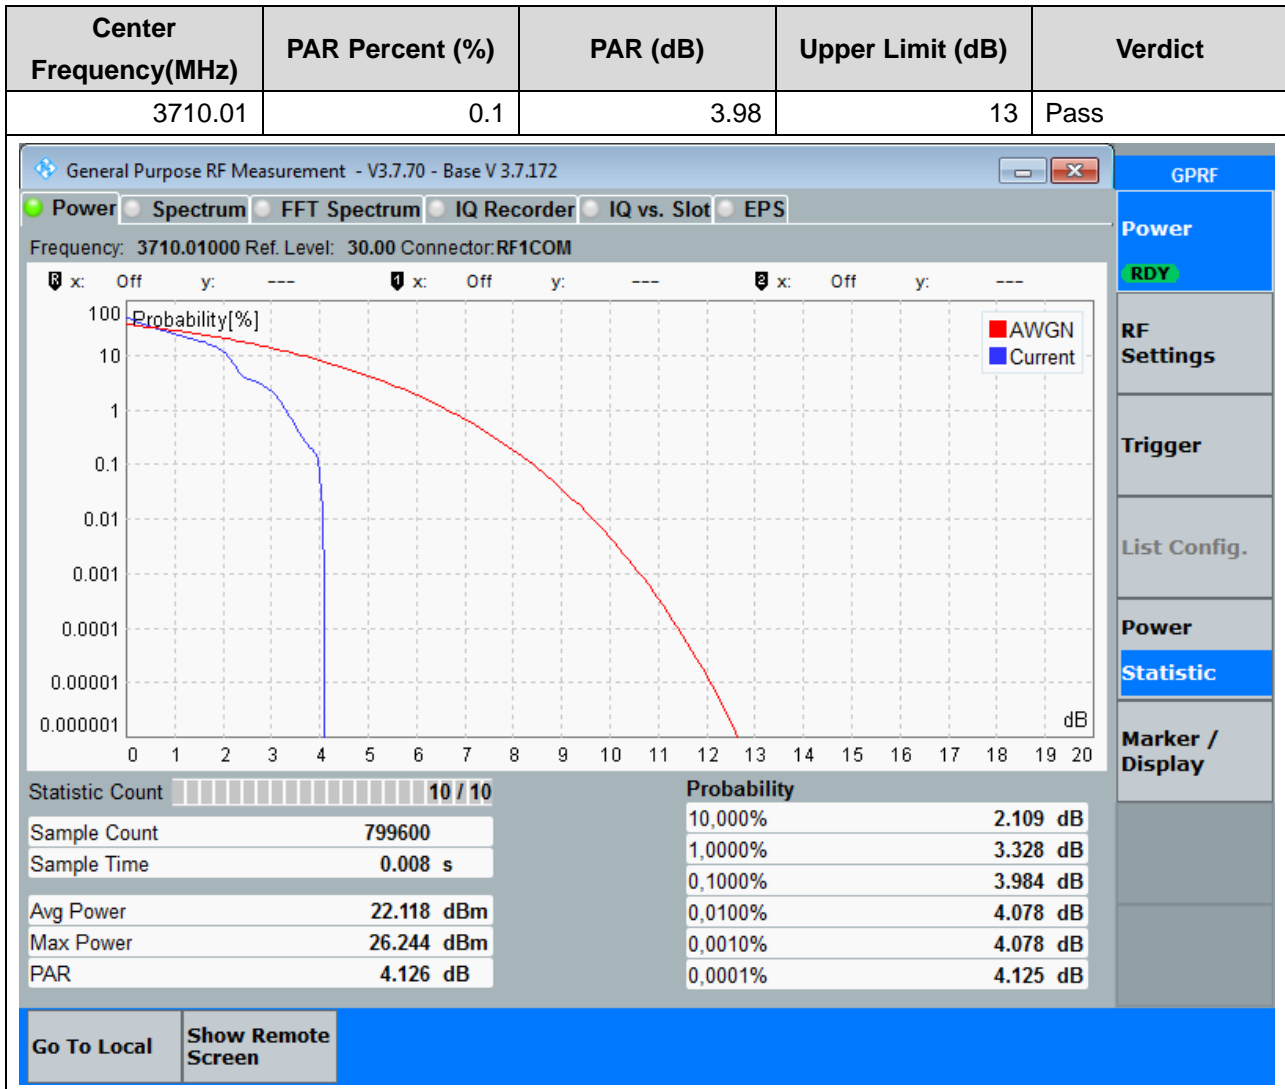 Center Frequency(MHz) PAR Percent (%) PAR (dB) Upper Limit (dB) Verdict
3710.01 0.1 3.98 13 Pass
General Purpose RF Measurement - V3.7.70 - Base V 3.7.172
Power Spectrum FFT Spectrum IQ Recorder IQ vs. Slot EPS
Frequency: 3710.01000 Ref. Level: 30.00 Connector:RF1COM
R x: Off y: --- 1 x: Off y: --- 2 x: Off y: ---
Probability[%]
100
10
1
0.1
0.01
0.001
0.0001
0.00001
0.000001
AWGN
Current
dB
0 1 2 3 4 5 6 7 8 9 10 11 12 13 14 15 16 17 18 19 20
Statistic Count 10 / 10
Sample Count 799600
Sample Time 0.008 s
Avg Power 22.118 dBm
Max Power 26.244 dBm
PAR 4.126 dB
Probability
10,000% 2.109 dB
1,0000% 3.328 dB
0,1000% 3.984 dB
0,0100% 4.078 dB
0,0010% 4.078 dB
0,0001% 4.125 dB
GPRF
Power
RDY
RF
Settings
Trigger
List Config.
Power
Statistic
Marker /
Display
Go To Local
Show Remote
Screen